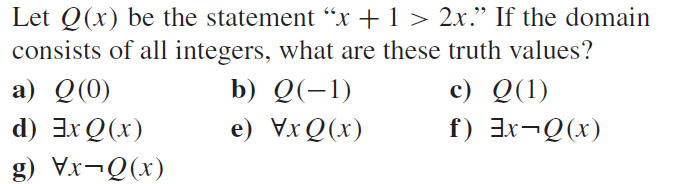 Let Q(x) be the statement “x + 1 > 2x.” If the domain
consists of all integers, what are these truth values?
a) Q(0) b) Q(−1) c) Q(1)
d) ∃x Q(x) e) ∀x Q(x) f) ∃x¬Q(x)
g) ∀x¬Q(x)